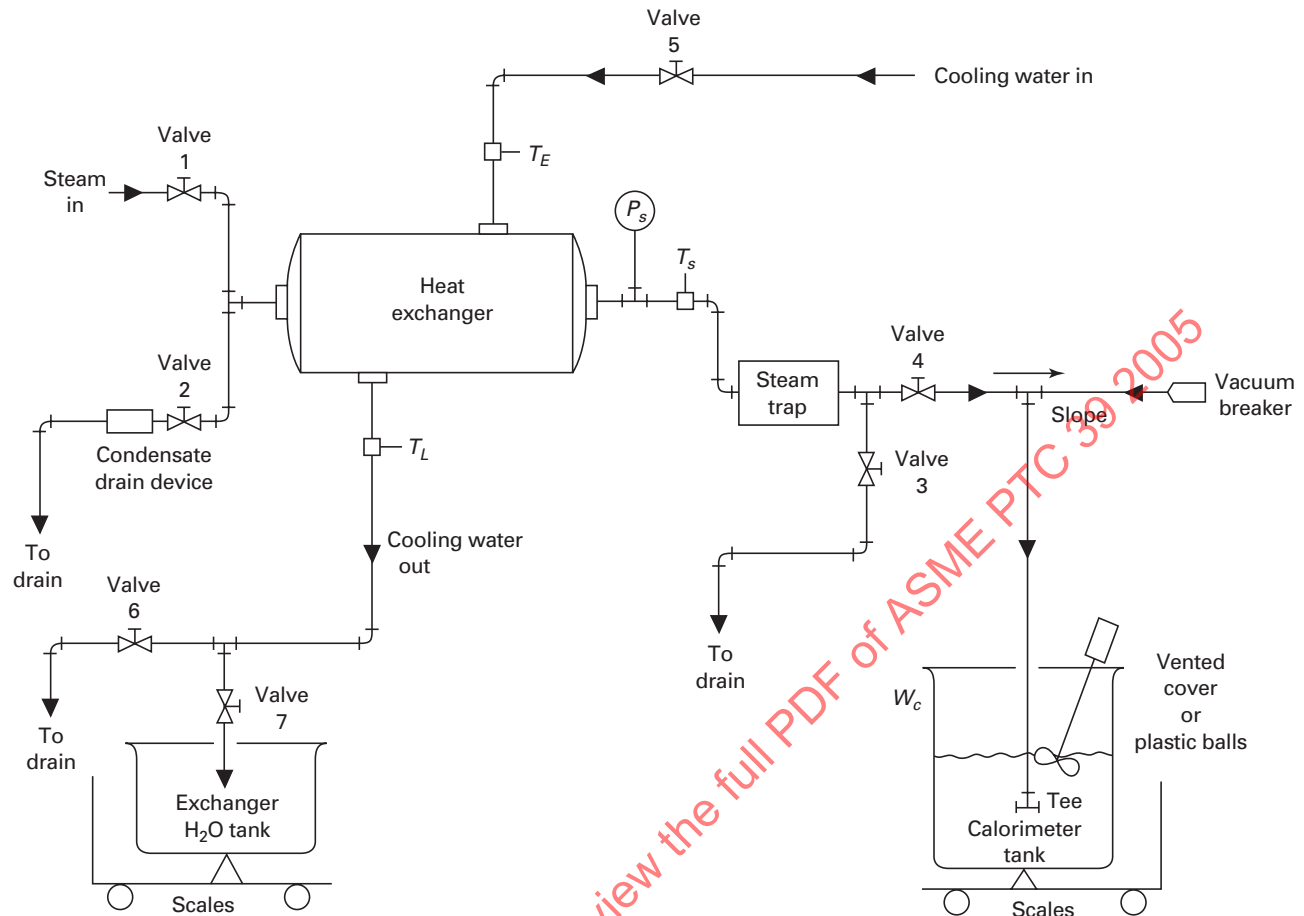 Valve
5
Cooling water in
Valve
1
T_E
Steam
in
P_s
T_s
Heat
exchanger
Valve
4
Valve
2
Steam
trap
Slope
Vacuum
breaker
Condensate
drain device
T_L
Valve
3
To
drain
Cooling water
out
Valve
6
To
drain
Vented
cover
or
plastic balls
W_c
Valve
7
To
drain
Exchanger
H₂O tank
Tee
Calorimeter
tank
Scales
Scales
view the full PDF of ASME PTC 39 2005